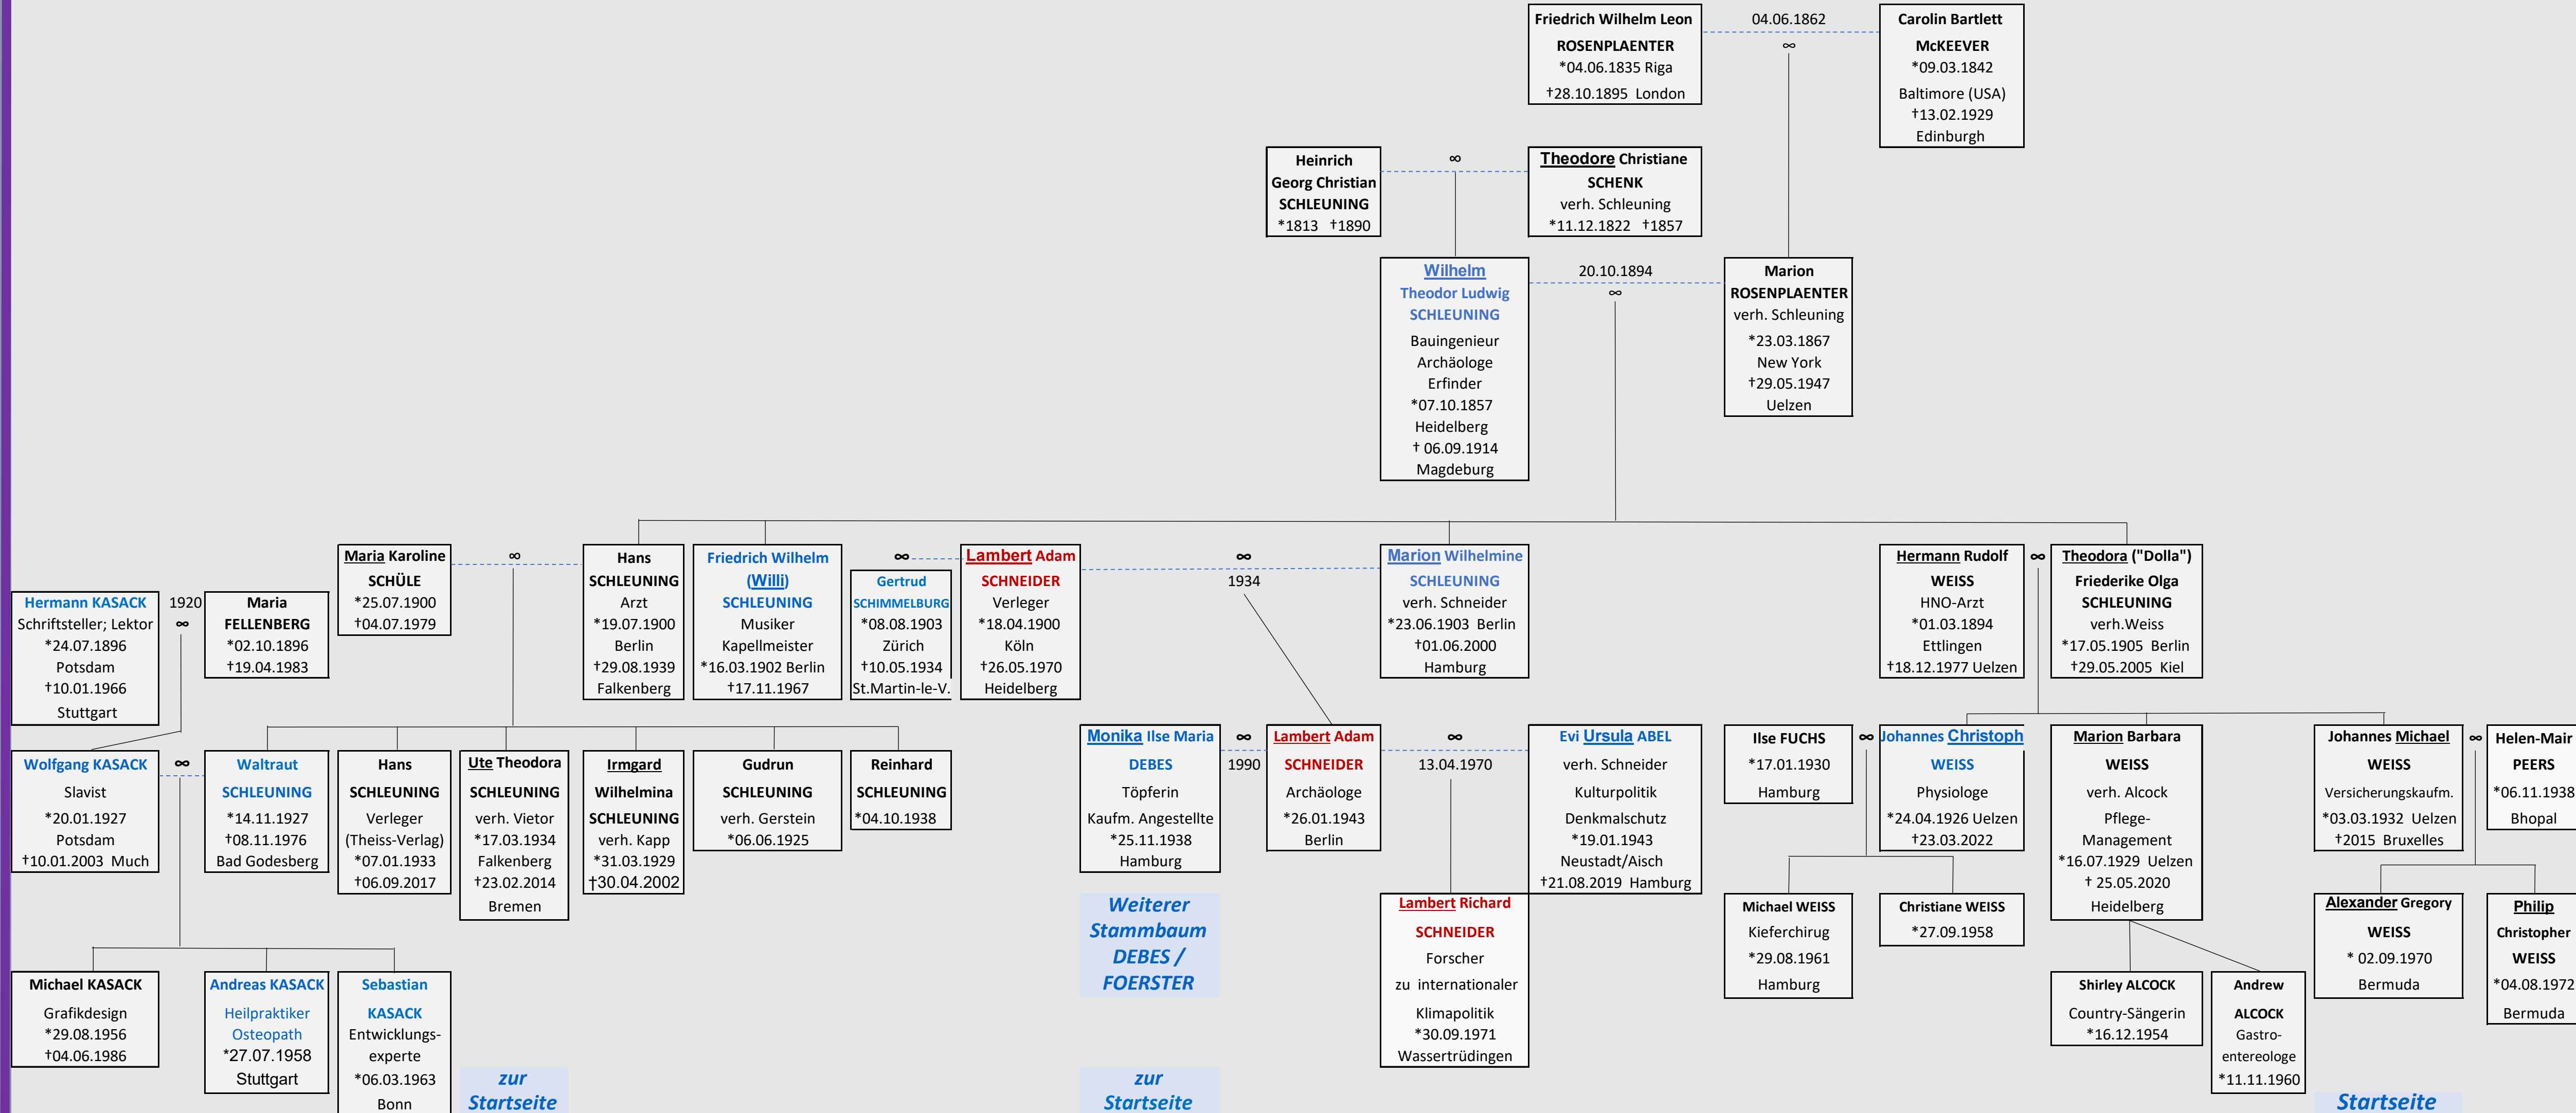 Friedrich Wilhelm Leon
ROSENPLAENTER
*04.06.1835 Riga
†28.10.1895 London
04.06.1862
∞
Carolin Bartlett
McKEEVER
*09.03.1842
Baltimore (USA)
†13.02.1929
Edinburgh
Heinrich
Georg Christian
SCHLEUNING
*1813 †1890
∞
Theodore Christiane
SCHENK
verh. Schleuning
*11.12.1822 †1857
Wilhelm
Theodor Ludwig
SCHLEUNING
Bauingenieur
Archäologe
Erfinder
*07.10.1857
Heidelberg
† 06.09.1914
Magdeburg
20.10.1894
∞
Marion
ROSENPLAENTER
verh. Schleuning
*23.03.1867
New York
†29.05.1947
Uelzen
Hermann KASACK
Schriftsteller; Lektor
*24.07.1896
Potsdam
†10.01.1966
Stuttgart
1920
∞
Maria
FELLENBERG
*02.10.1896
†19.04.1983
Maria Karoline
SCHÜLE
*25.07.1900
†04.07.1979
∞
Hans
SCHLEUNING
Arzt
*19.07.1900
Berlin
†29.08.1939
Falkenberg
Friedrich Wilhelm
(Willi)
SCHLEUNING
Musiker
Kapellmeister
*16.03.1902 Berlin
†17.11.1967
∞
Gertrud
SCHIMMELBURG
*08.08.1903
Zürich
†10.05.1934
St.Martin-le-V.
Lambert Adam
SCHNEIDER
Verleger
*18.04.1900
Köln
†26.05.1970
Heidelberg
∞
1934
Marion Wilhelmine
SCHLEUNING
verh. Schneider
*23.06.1903 Berlin
†01.06.2000
Hamburg
Hermann Rudolf
WEISS
HNO-Arzt
*01.03.1894
Ettlingen
†18.12.1977 Uelzen
∞
Theodora ("Dolla")
Friederike Olga
SCHLEUNING
verh.Weiss
*17.05.1905 Berlin
†29.05.2005 Kiel
Wolfgang KASACK
Slavist
*20.01.1927
Potsdam
†10.01.2003 Much
∞
Waltraut
SCHLEUNING
*14.11.1927
†08.11.1976
Bad Godesberg
Hans
SCHLEUNING
Verleger
(Theiss-Verlag)
*07.01.1933
†06.09.2017
Ute Theodora
SCHLEUNING
verh. Vietor
*17.03.1934
Falkenberg
†23.02.2014
Bremen
Irmgard
Wilhelmina
SCHLEUNING
verh. Kapp
*31.03.1929
†30.04.2002
Gudrun
SCHLEUNING
verh. Gerstein
*06.06.1925
Reinhard
SCHLEUNING
*04.10.1938
Monika Ilse Maria
DEBES
Töpferin
Kaufm. Angestellte
*25.11.1938
Hamburg
∞
1990
Lambert Adam
SCHNEIDER
Archäologe
*26.01.1943
Berlin
∞
13.04.1970
Evi Ursula ABEL
verh. Schneider
Kulturpolitik
Denkmalschutz
*19.01.1943
Neustadt/Aisch
†21.08.2019 Hamburg
Ilse FUCHS
*17.01.1930
Hamburg
∞
Johannes Christoph
WEISS
Physiologe
*24.04.1926 Uelzen
†23.03.2022
Marion Barbara
WEISS
verh. Alcock
Pflege-
Management
*16.07.1929 Uelzen
† 25.05.2020
Heidelberg
Johannes Michael
WEISS
Versicherungskaufm.
*03.03.1932 Uelzen
†2015 Bruxelles
∞
Helen-Mair
PEERS
*06.11.1938
Bhopal
Michael KASACK
Grafikdesign
*29.08.1956
†04.06.1986
Andreas KASACK
Heilpraktiker
Osteopath
*27.07.1958
Stuttgart
Sebastian
KASACK
Entwicklungs-
experte
*06.03.1963
Bonn
zur
Startseite
Weiterer
Stammbaum
DEBES /
FOERSTER
zur
Startseite
Lambert Richard
SCHNEIDER
Forscher
zu internationaler
Klimapolitik
*30.09.1971
Wassertrüdingen
Michael WEISS
Kieferchirug
*29.08.1961
Hamburg
Christiane WEISS
*27.09.1958
Shirley ALCOCK
Country-Sängerin
*16.12.1954
Andrew
ALCOCK
Gastro-
entereologe
*11.11.1960
Alexander Gregory
WEISS
* 02.09.1970
Bermuda
Philip
Christopher
WEISS
*04.08.1972
Bermuda
Startseite